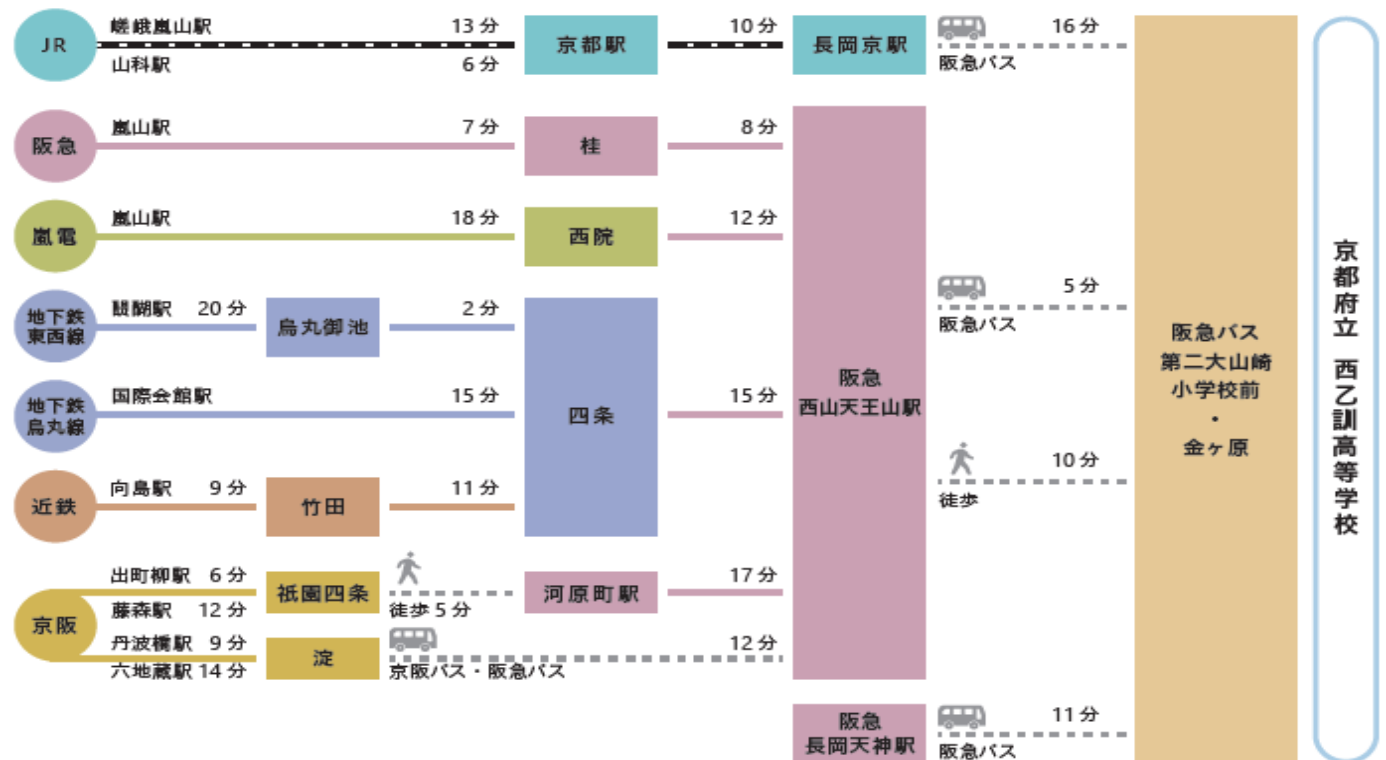 JR
嵯峨嵐山駅 13分
山科駅 6分
京都駅
10分
長岡京駅
16分
阪急バス
阪急
嵐山駅 7分
桂
8分
嵐電
嵐山駅 18分
西院
12分
地下鉄
東西線
醍醐駅 20分
烏丸御池
2分
地下鉄
烏丸線
国際会館駅 15分
四条
15分
近鉄
向島駅 9分
竹田
11分
京阪
出町柳駅 6分
藤森駅 12分
祇園四条
徒歩5分
河原町駅
17分
丹波橋駅 9分
六地蔵駅 14分
淀
京阪バス・阪急バス
12分
阪急
西山天王山駅
5分
阪急バス
10分
徒歩
阪急
長岡天神駅
11分
阪急バス
阪急バス
第二大山崎
小学校前
・
金ヶ原
京都府立 西乙訓高等学校